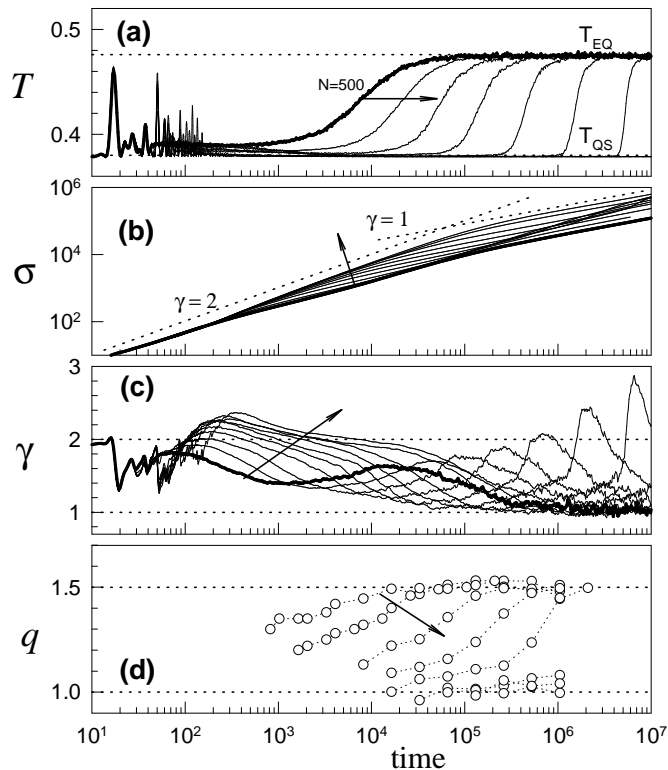 (a)
0.5
T_EQ
T
N=500
0.4
T_QS
10^6
(b)
γ = 1
σ
10^4
γ = 2
10^2
3
(c)
γ
2
1
(d)
1.5
q
1.0
10^1 10^2 10^3 10^4 10^5 10^6 10^7
time